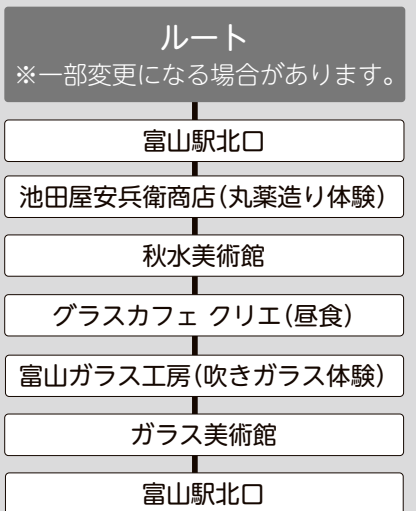 ルート
※一部変更になる場合があります。
富山駅北口
池田屋安兵衛商店(丸薬造り体験)
秋水美術館
グラスカフェ クリエ(昼食)
富山ガラス工房(吹きガラス体験)
ガラス美術館
富山駅北口